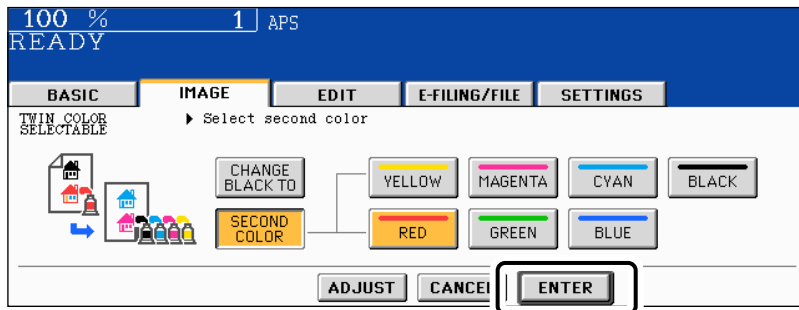 100 % 1 APS
READY
BASIC IMAGE EDIT E-FILING/FILE SETTINGS
TWIN COLOR
SELECTABLE
Select second color
CHANGE
BLACK TO
YELLOW MAGENTA CYAN BLACK
SECOND
COLOR
RED GREEN BLUE
ADJUST CANCEL ENTER